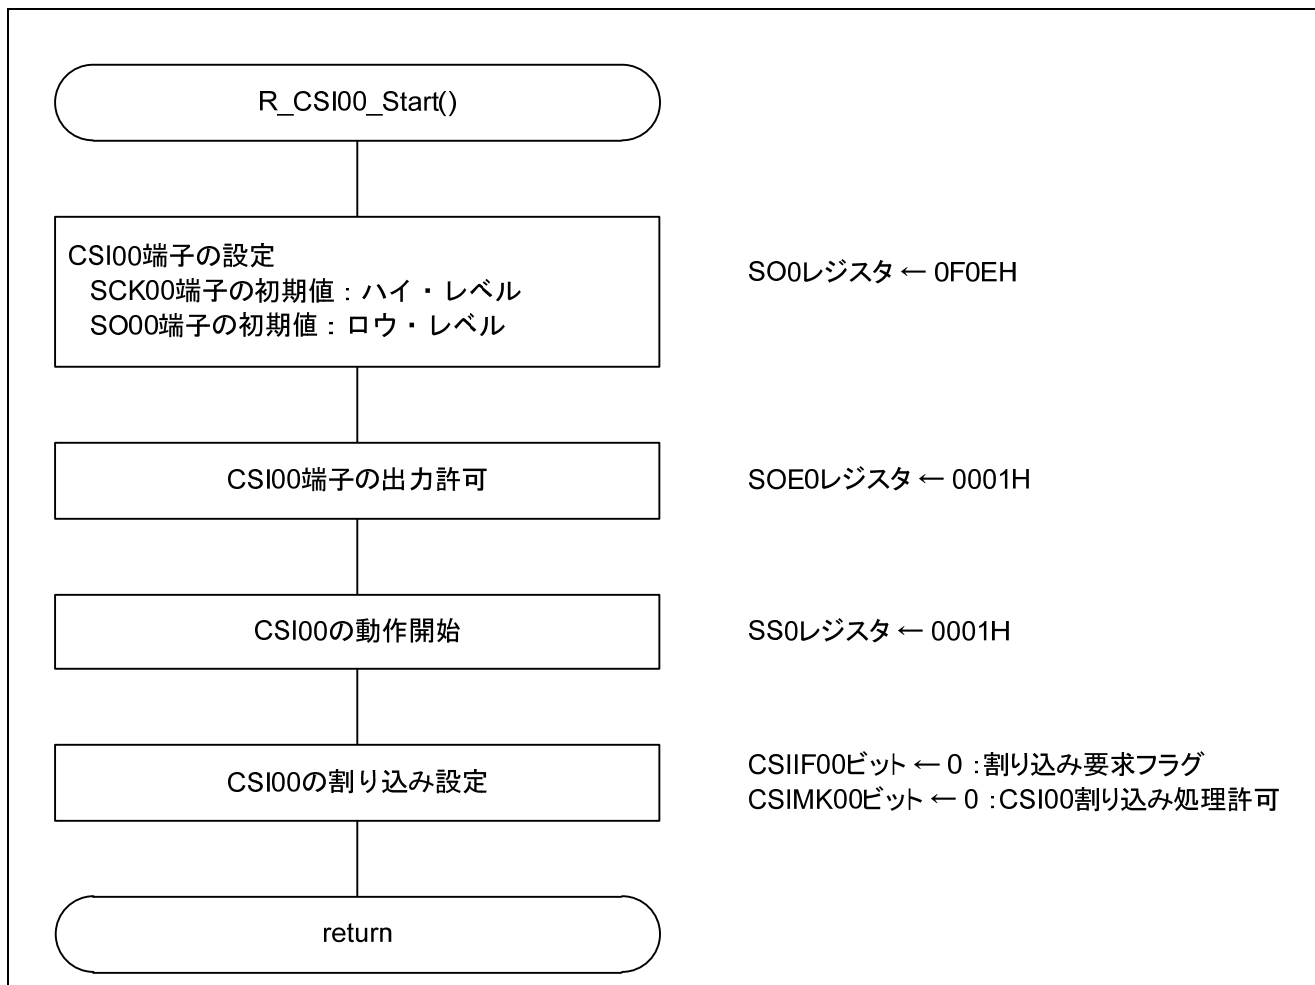 R_CSI00_Start()
CSI00端子の設定
SCK00端子の初期値：ハイ・レベル
SO00端子の初期値：ロウ・レベル
SO0レジスタ ← 0F0EH
CSI00端子の出力許可
SOE0レジスタ ← 0001H
CSI00の動作開始
SS0レジスタ ← 0001H
CSI00の割り込み設定
CSIIF00ビット ← 0 ：割り込み要求フラグ
CSIMK00ビット ← 0 ：CSI00割り込み処理許可
return